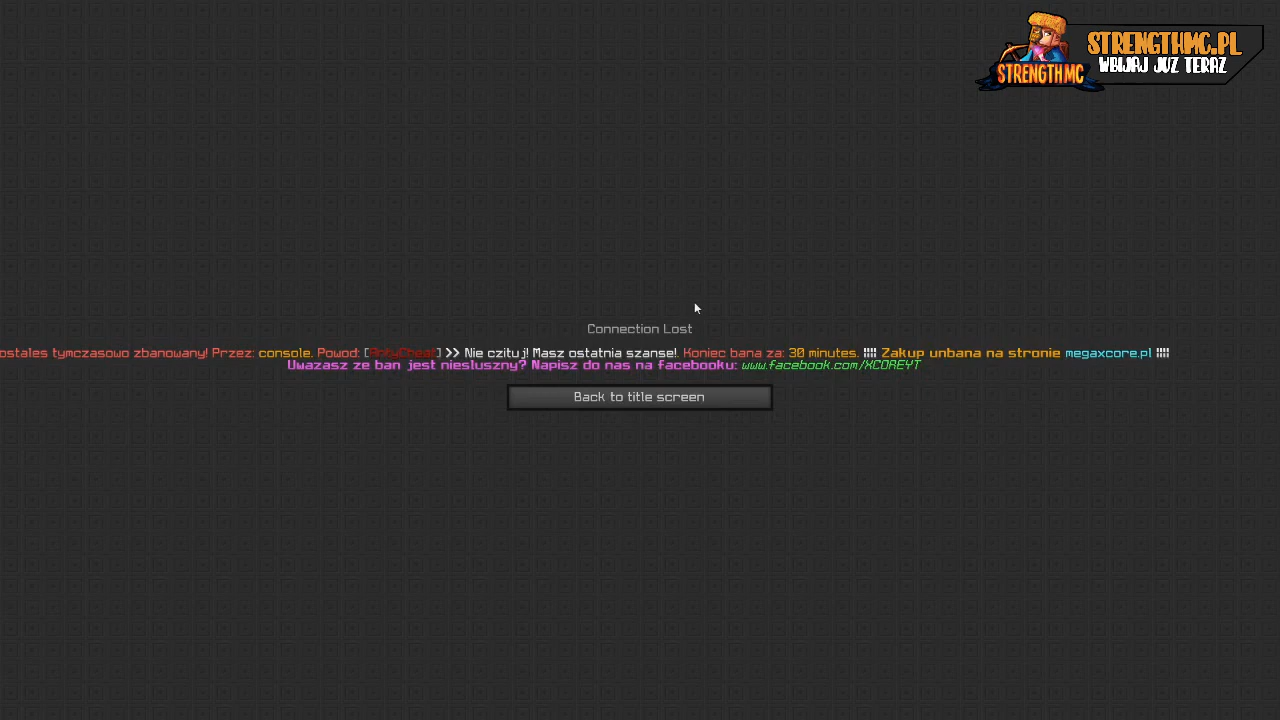 STRENGTHMC.PL
WBIJAJ JUŻ TERAZ
STRENGTHMC
Connection Lost
ostales tymczasowo zbanowany! Przez: console. Powod: [AntyCheat] >> Nie czituj! Masz ostatnia szanse!. Koniec bana za: 30 minutes. !!!! Zakup unbana na stronie megaxcore.pl !!!!
Uwazasz ze ban jest niesluszny? Napisz do nas na facebooku: www.facebook.com/XCOREYT
Back to title screen